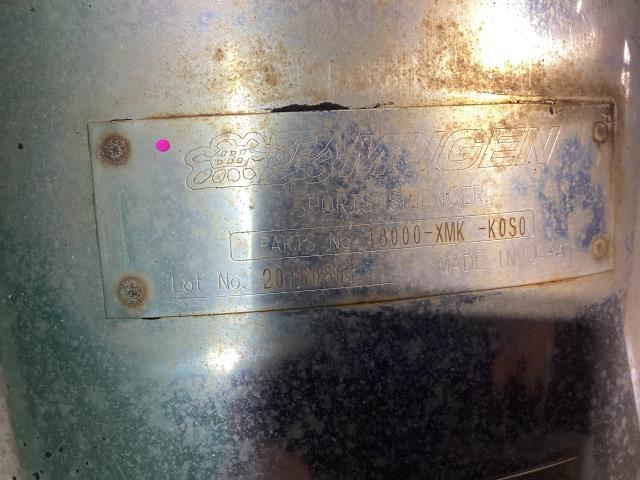 MUGEN
SPORTS SILENCER
PARTS No. 18000-XMK -K0S0
Lot No. 20160801
MADE IN JAPAN